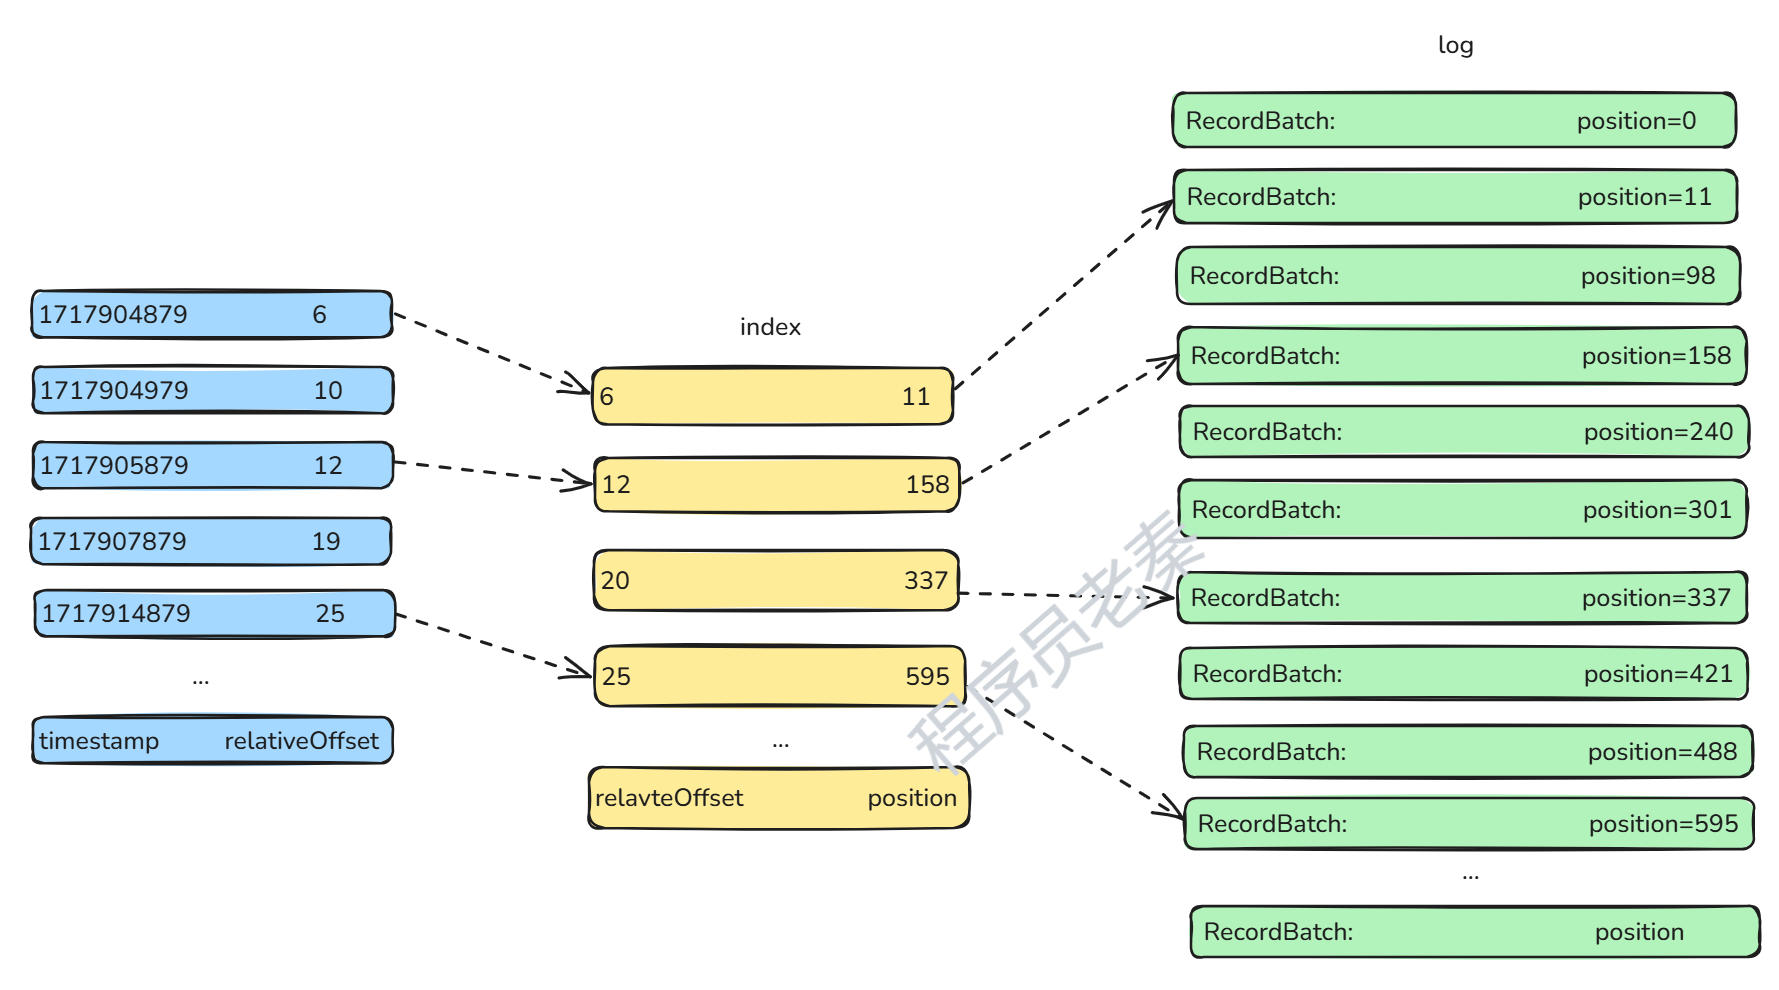 1717904879 6
1717904979 10
1717905879 12
1717907879 19
1717914879 25
...
timestamp relativeOffset
index
6 11
12 158
20 337
25 595
...
relavteOffset position
log
RecordBatch: position=0
RecordBatch: position=11
RecordBatch: position=98
RecordBatch: position=158
RecordBatch: position=240
RecordBatch: position=301
RecordBatch: position=337
RecordBatch: position=421
RecordBatch: position=488
RecordBatch: position=595
...
RecordBatch: position
程序员老秦